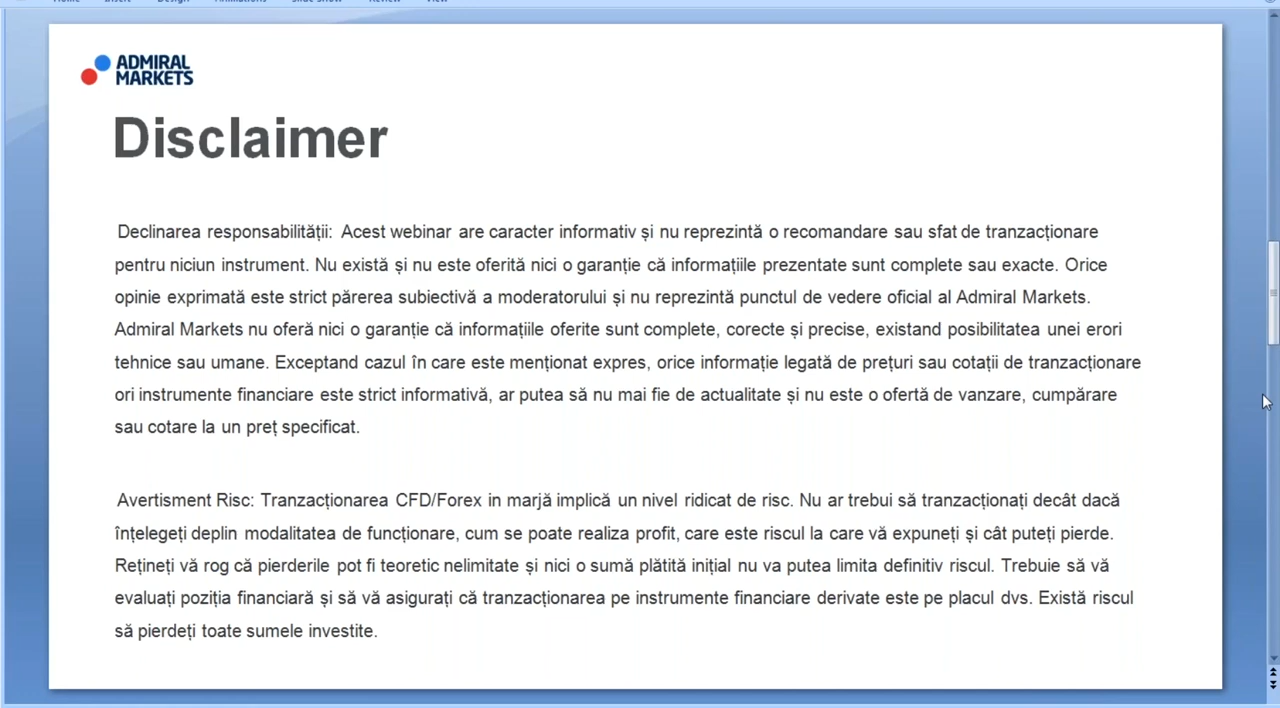 Home Insert Design Animations Slide Show Review View
ADMIRAL
MARKETS
Disclaimer
Declinarea responsabilității: Acest webinar are caracter informativ și nu reprezintă o recomandare sau sfat de tranzacționare
pentru niciun instrument. Nu există și nu este oferită nici o garanție că informațiile prezentate sunt complete sau exacte. Orice
opinie exprimată este strict părerea subiectivă a moderatorului și nu reprezintă punctul de vedere oficial al Admiral Markets.
Admiral Markets nu oferă nici o garanție că informațiile oferite sunt complete, corecte și precise, existand posibilitatea unei erori
tehnice sau umane. Exceptand cazul în care este menționat expres, orice informație legată de prețuri sau cotații de tranzacționare
ori instrumente financiare este strict informativă, ar putea să nu mai fie de actualitate și nu este o ofertă de vanzare, cumpărare
sau cotare la un preț specificat.
Avertisment Risc: Tranzacționarea CFD/Forex in marjă implică un nivel ridicat de risc. Nu ar trebui să tranzacționați decât dacă
înțelegeți deplin modalitatea de funcționare, cum se poate realiza profit, care este riscul la care vă expuneți și cât puteți pierde.
Rețineți vă rog că pierderile pot fi teoretic nelimitate și nici o sumă plătită inițial nu va putea limita definitiv riscul. Trebuie să vă
evaluați poziția financiară și să vă asigurați că tranzacționarea pe instrumente financiare derivate este pe placul dvs. Există riscul
să pierdeți toate sumele investite.